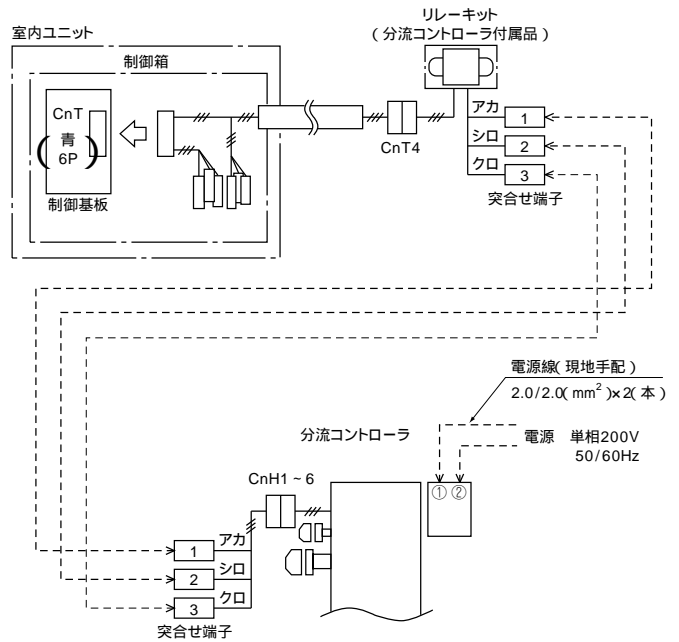 リレーキット
(分流コントローラ付属品)
室内ユニット
制御箱
CnT
(青
6P)
制御基板
CnT4
アカ
1
シロ
2
クロ
3
突合せ端子
電源線(現地手配)
2.0/2.0(mm²)×2(本)
分流コントローラ
電源 単相200V
50/60Hz
CnH1~6
① ②
アカ
1
シロ
2
クロ
3
突合せ端子